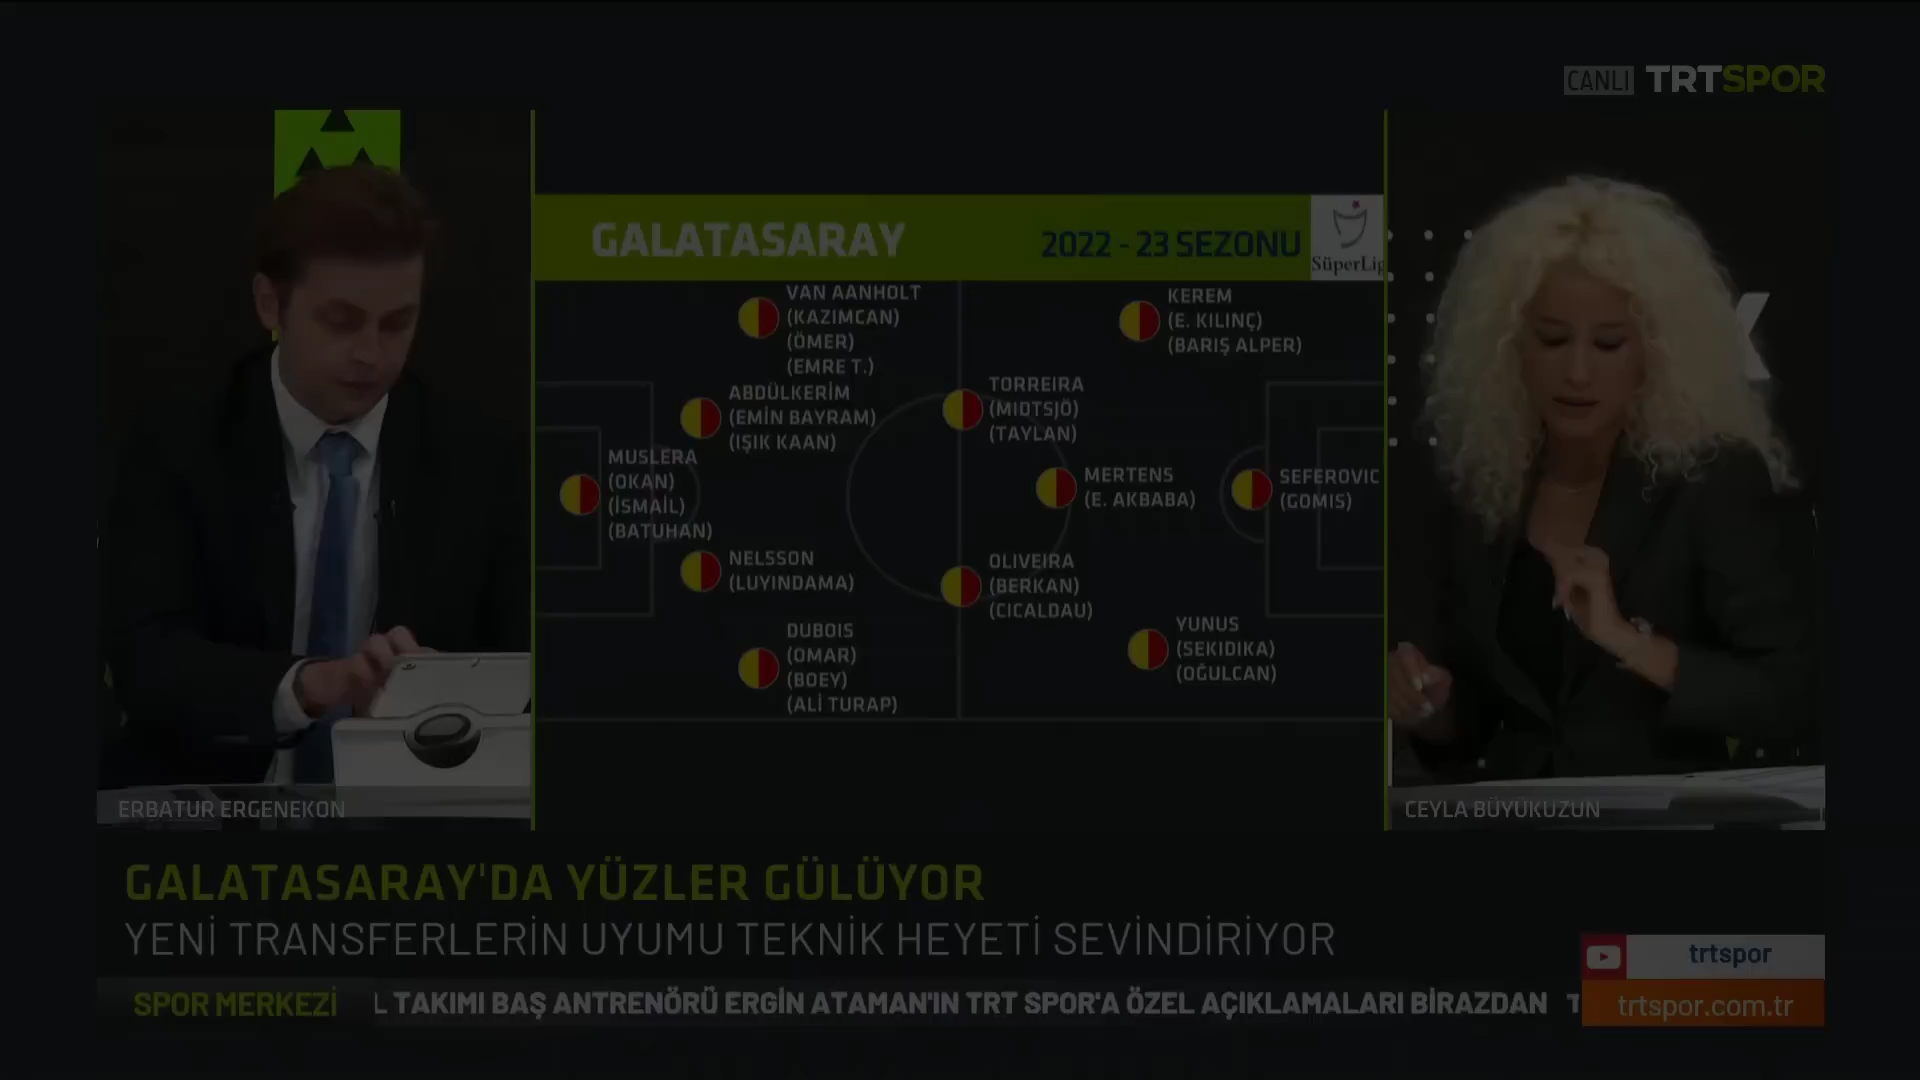 CANLI TRTSPOR
GALATASARAY
2022 - 23 SEZONU
SüperLig
VAN AANHOLT
(KAZIMCAN)
(ÖMER)
(EMRE T.)
KEREM
(E. KILINÇ)
(BARIŞ ALPER)
ABDÜLKERİM
(EMİN BAYRAM)
(IŞIK KAAN)
TORREIRA
(MIDTSJÖ)
(TAYLAN)
MUSLERA
(OKAN)
(İSMAİL)
(BATUHAN)
MERTENS
(E. AKBABA)
SEFEROVIC
(GOMIS)
NELSSON
(LUYINDAMA)
OLIVEIRA
(BERKAN)
(CICALDAU)
DUBOIS
(OMAR)
(BOEY)
(ALİ TURAP)
YUNUS
(SEKIDIKA)
(OĞULCAN)
ERBATUR ERGENEKON
CEYLA BÜYÜKUZUN
GALATASARAY'DA YÜZLER GÜLÜYOR
YENİ TRANSFERLERİN UYUMU TEKNİK HEYETİ SEVİNDİRİYOR
trtspor
SPOR MERKEZİ
L TAKIMI BAŞ ANTRENÖRÜ ERGİN ATAMAN'IN TRT SPOR'A ÖZEL AÇIKLAMALARI BİRAZDAN
trtspor.com.tr